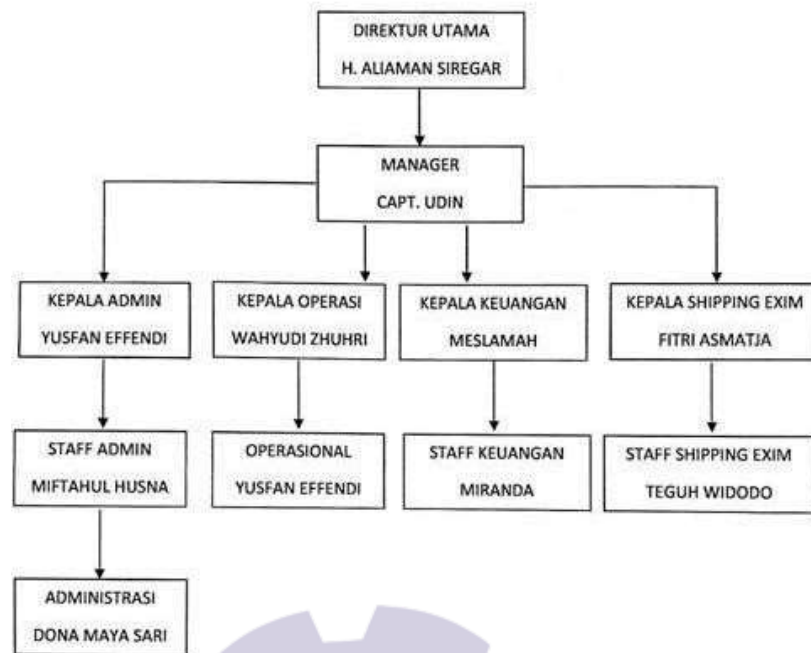 DIREKTUR UTAMA
H. ALIAMAN SIREGAR
MANAGER
CAPT. UDIN
KEPALA ADMIN
YUSFAN EFFENDI
KEPALA OPERASI
WAHYUDI ZHUHRI
KEPALA KEUANGAN
MESLAMAH
KEPALA SHIPPING EXIM
FITRI ASMATJA
STAFF ADMIN
MIFTAHUL HUSNA
OPERASIONAL
YUSFAN EFFENDI
STAFF KEUANGAN
MIRANDA
STAFF SHIPPING EXIM
TEGUH WIDODO
ADMINISTRASI
DONA MAYA SARI